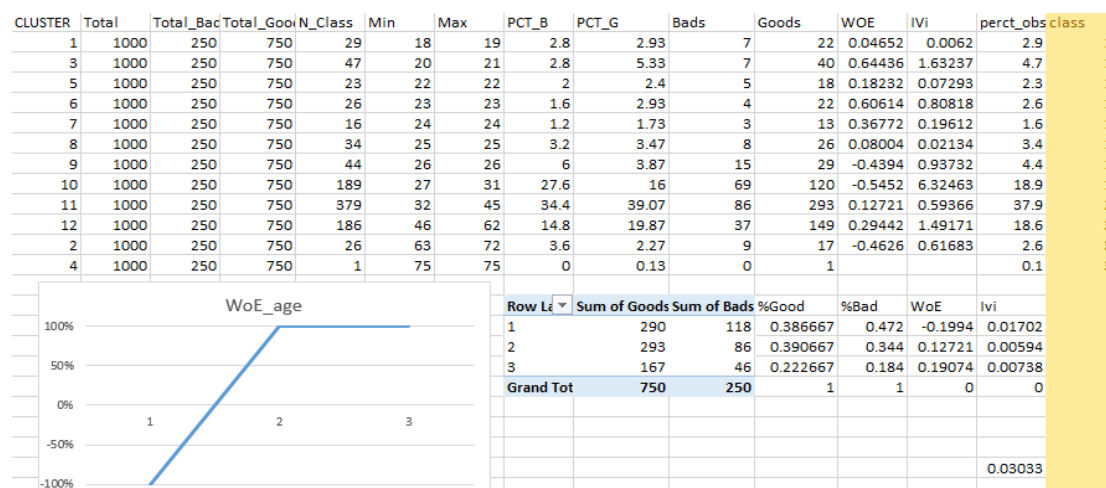 CLUSTER Total Total_Bac Total_Goo N_Class Min Max PCT_B PCT_G Bads Goods WOE IVi perct_obs class
1 1000 250 750 29 18 19 2.8 2.93 7 22 0.04652 0.0062 2.9
3 1000 250 750 47 20 21 2.8 5.33 7 40 0.64436 1.63237 4.7
5 1000 250 750 23 22 22 2 2.4 5 18 0.18232 0.07293 2.3
6 1000 250 750 26 23 23 1.6 2.93 4 22 0.60614 0.80818 2.6
7 1000 250 750 16 24 24 1.2 1.73 3 13 0.36772 0.19612 1.6
8 1000 250 750 34 25 25 3.2 3.47 8 26 0.08004 0.02134 3.4
9 1000 250 750 44 26 26 6 3.87 15 29 -0.4394 0.93732 4.4
10 1000 250 750 189 27 31 27.6 16 69 120 -0.5452 6.32463 18.9
11 1000 250 750 379 32 45 34.4 39.07 86 293 0.12721 0.59366 37.9
12 1000 250 750 186 46 62 14.8 19.87 37 149 0.29442 1.49171 18.6
2 1000 250 750 26 63 72 3.6 2.27 9 17 -0.4626 0.61683 2.6
4 1000 250 750 1 75 75 0 0.13 0 1 0.1
WoE_age
100%
50%
0%
-50%
-100%
1 2 3
Row La Sum of Goods Sum of Bads %Good %Bad WoE Ivi
1 290 118 0.386667 0.472 -0.1994 0.01702
2 293 86 0.390667 0.344 0.12721 0.00594
3 167 46 0.222667 0.184 0.19074 0.00738
Grand Tot 750 250 1 1 0 0
0.03033